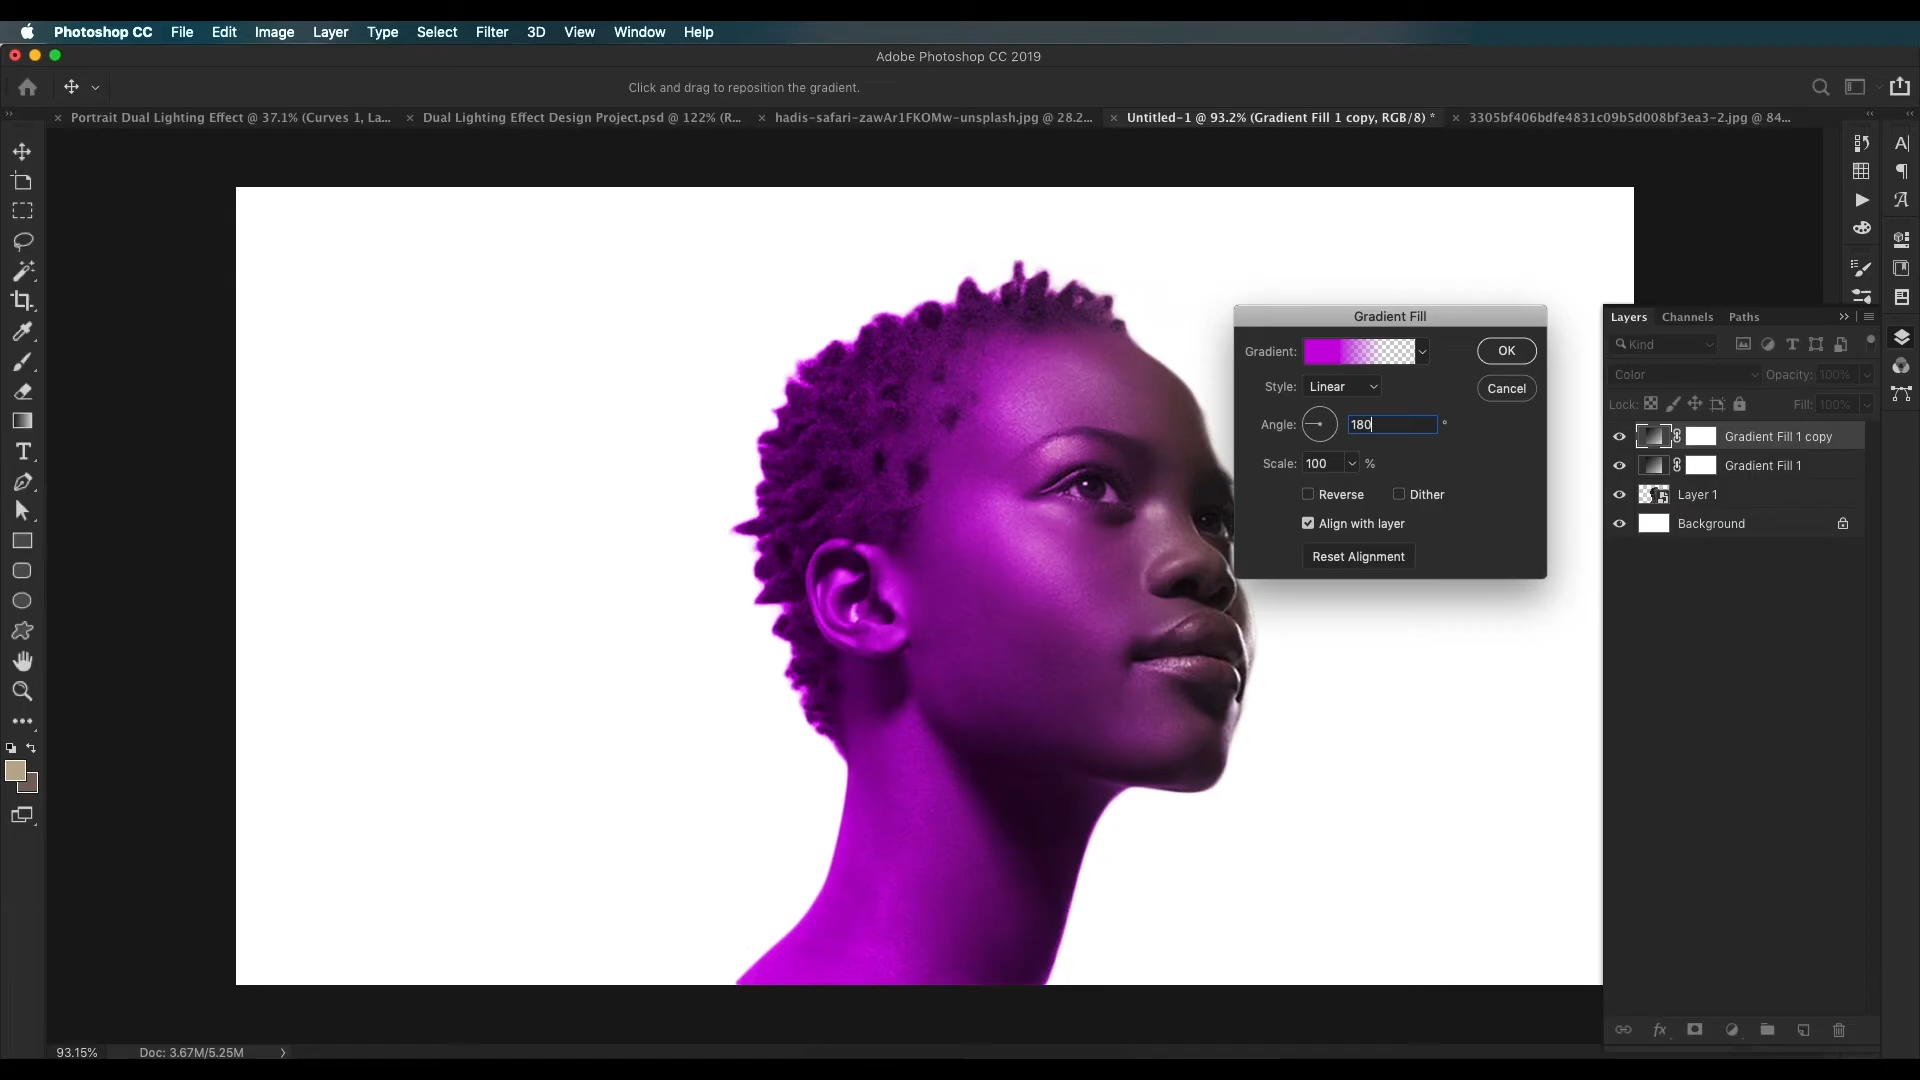 Photoshop CC File Edit Image Layer Type Select Filter 3D View Window Help
Adobe Photoshop CC 2019
Click and drag to reposition the gradient.
Portrait Dual Lighting Effect @ 37.1% (Curves 1, La... Dual Lighting Effect Design Project.psd @ 122% (R... hadis-safari-zawAr1FKOMw-unsplash.jpg @ 28.2... Untitled-1 @ 93.2% (Gradient Fill 1 copy, RGB/8) * 3305bf406bdfe4831c09b5d008bf3ea3-2.jpg @ 84...
Gradient Fill
Gradient:
OK
Style: Linear
Cancel
Angle: 180 °
Scale: 100 %
Reverse Dither
Align with layer
Reset Alignment
Layers Channels Paths
Kind
Color Opacity: 100%
Lock: Fill: 100%
Gradient Fill 1 copy
Gradient Fill 1
Layer 1
Background
fx
93.15% Doc: 3.67M/5.25M